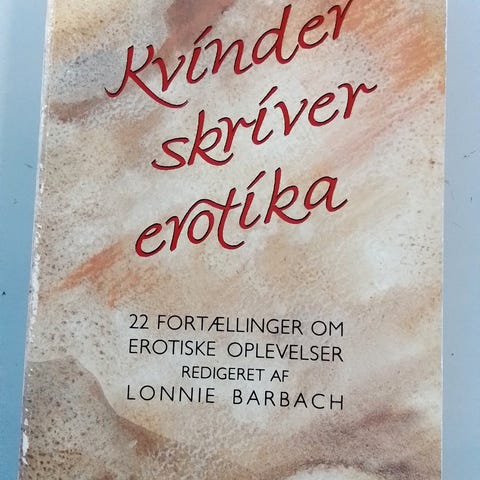 Kvinder
skriver
erotika
22 FORTÆLLINGER OM
EROTISKE OPLEVELSER
REDIGERET AF
LONNIE BARBACH